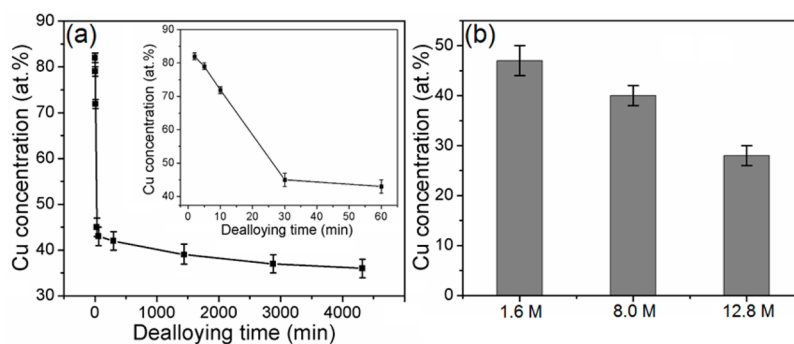 (a)
Cu concentration (at.%)
90
80
70
60
50
40
30
0 1000 2000 3000 4000
Dealloying time (min)
Cu concentration (at.%)
90
80
70
60
50
40
0 10 20 30 40 50 60
Dealloying time (min)
(b)
Cu concentration (at.%)
50
40
30
20
10
0
1.6 M 8.0 M 12.8 M